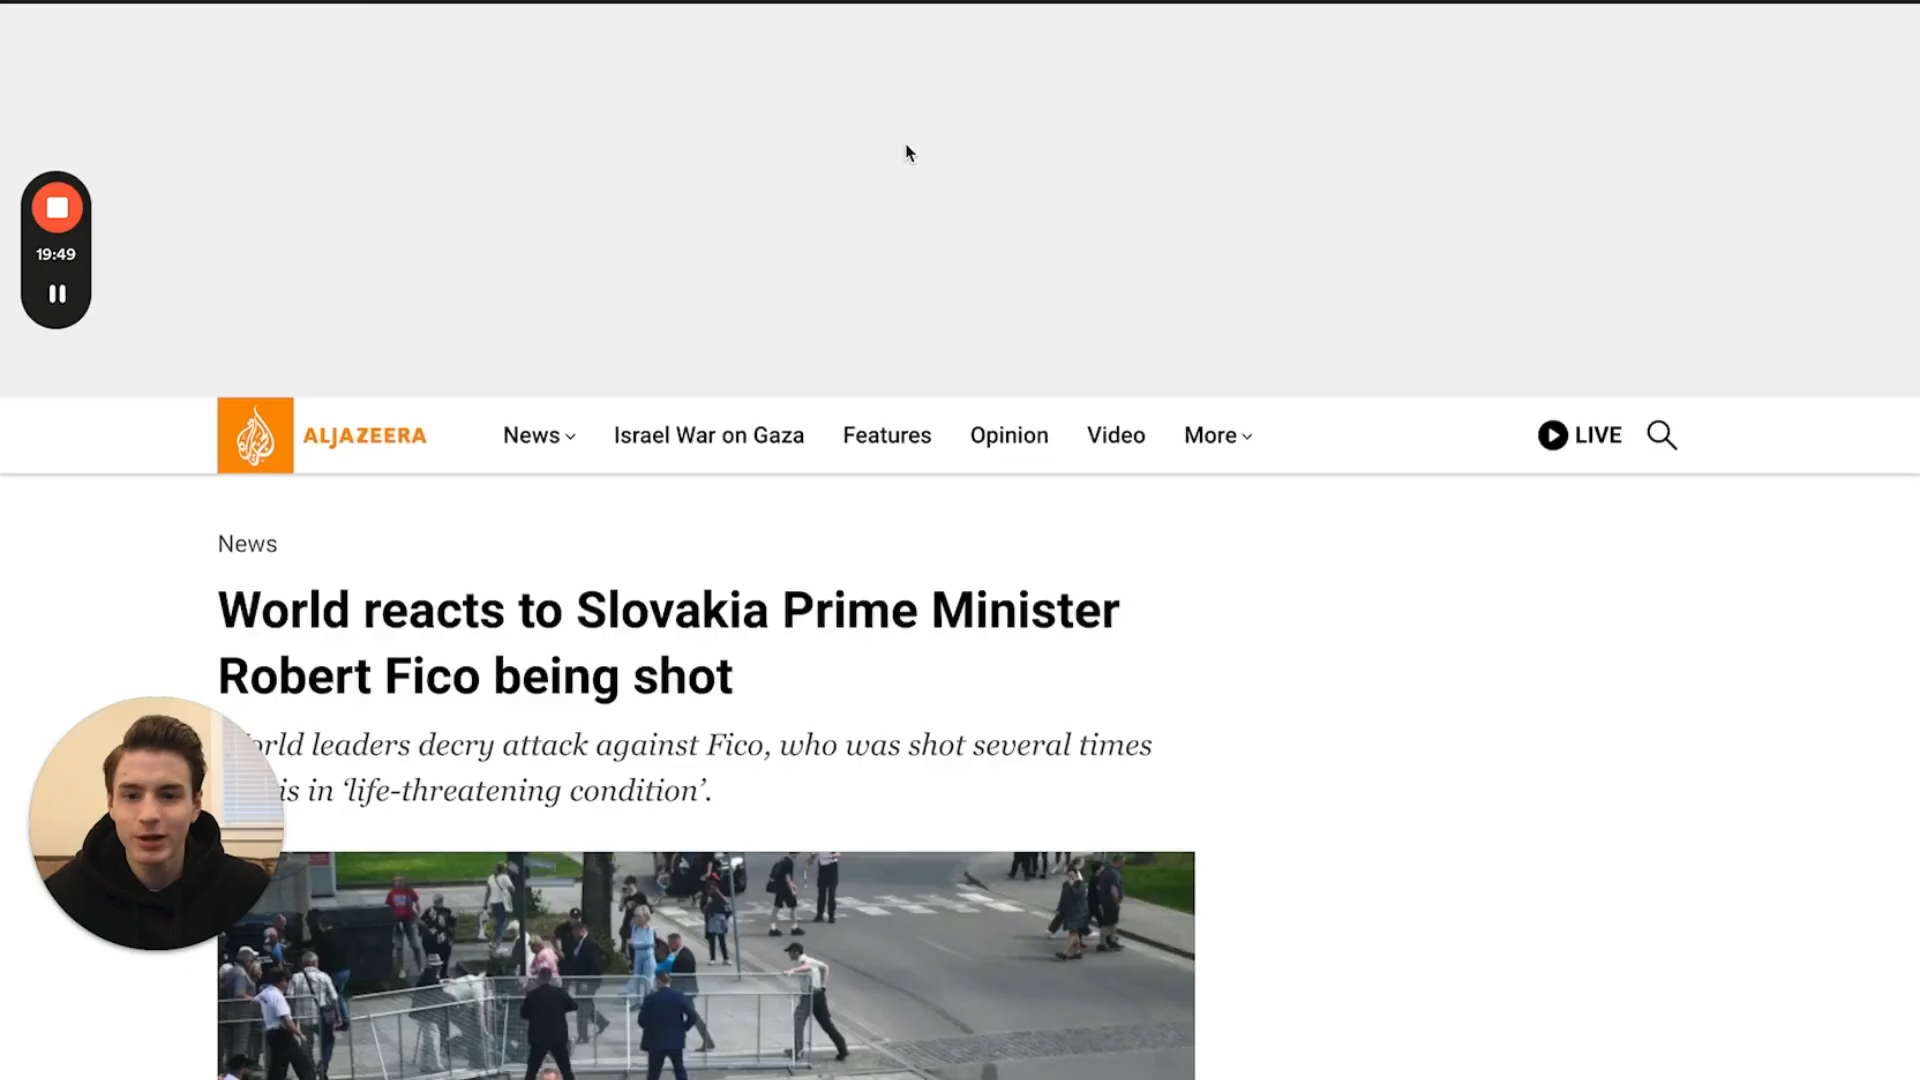 19:49
ALJAZEERA
News
Israel War on Gaza
Features
Opinion
Video
More
LIVE
News
World reacts to Slovakia Prime Minister
Robert Fico being shot
leaders decry attack against Fico, who was shot several times
is in ‘life-threatening condition’.